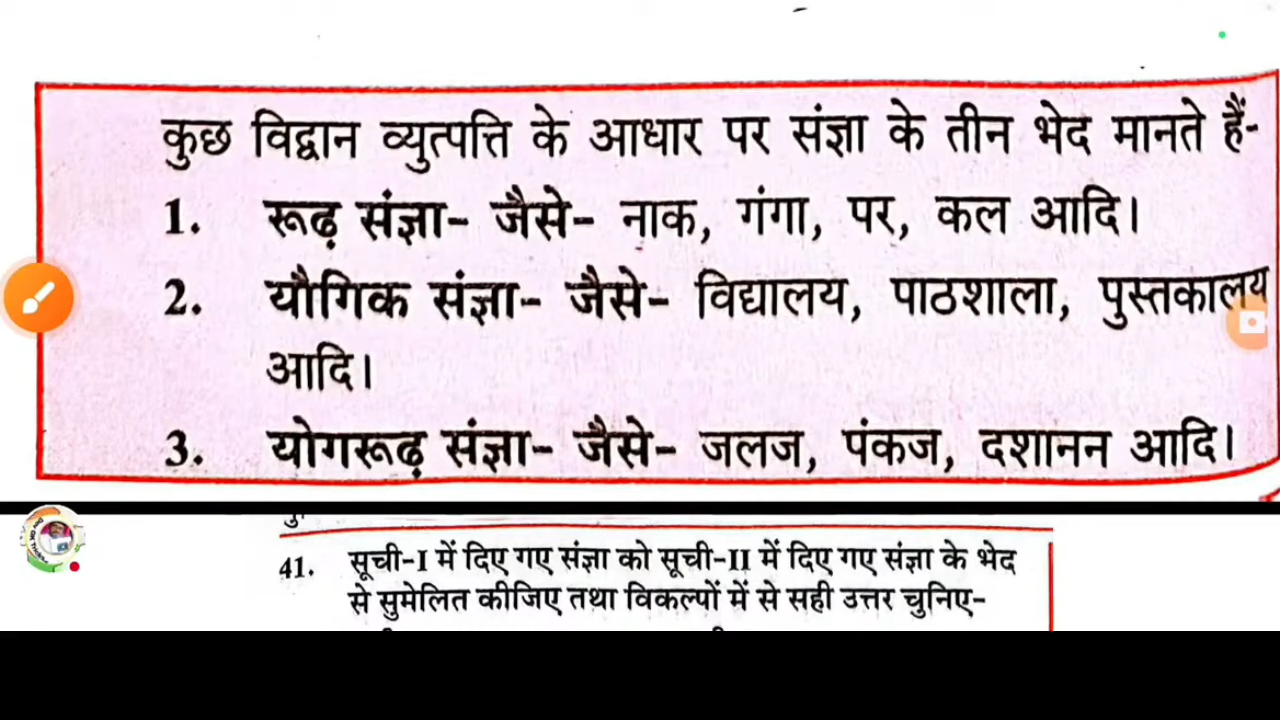 कुछ विद्वान व्युत्पत्ति के आधार पर संज्ञा के तीन भेद मानते हैं-
1. रूढ़ संज्ञा- जैसे- नाक, गंगा, पर, कल आदि।
2. यौगिक संज्ञा- जैसे- विद्यालय, पाठशाला, पुस्तकालय
आदि।
3. योगरूढ़ संज्ञा- जैसे- जलज, पंकज, दशानन आदि।
41. सूची-I में दिए गए संज्ञा को सूची-II में दिए गए संज्ञा के भेद
से सुमेलित कीजिए तथा विकल्पों में से सही उत्तर चुनिए-